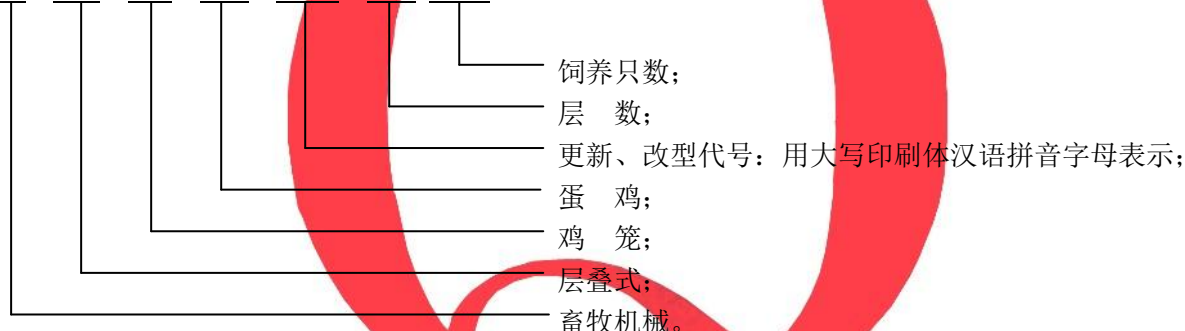 饲养只数；
层　数；
更新、改型代号：用大写印刷体汉语拼音字母表示；
蛋　鸡；
鸡　笼；
层叠式；
畜牧机械。